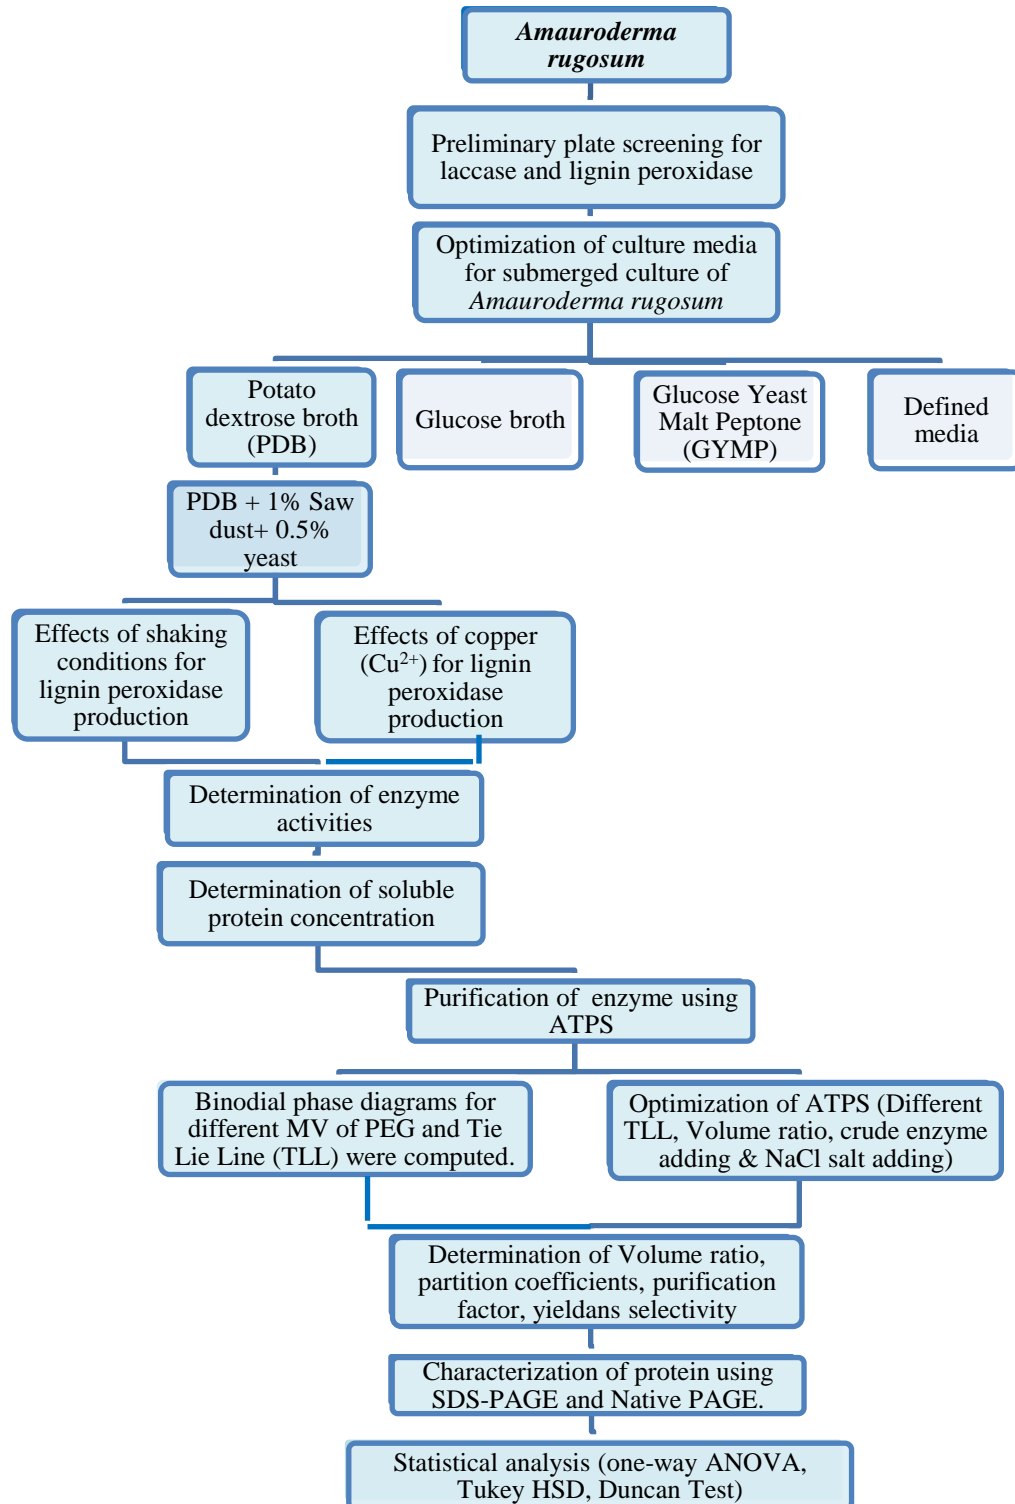 Amauroderma
rugosum
Preliminary plate screening for
laccase and lignin peroxidase
Optimization of culture media
for submerged culture of
Amauroderma rugosum
Potato
dextrose broth
(PDB)
Glucose broth
Glucose Yeast
Malt Peptone
(GYMP)
Defined
media
PDB + 1% Saw
dust+ 0.5%
yeast
Effects of shaking
conditions for
lignin peroxidase
production
Effects of copper
(Cu²⁺) for lignin
peroxidase
production
Determination of enzyme
activities
Determination of soluble
protein concentration
Purification of enzyme using
ATPS
Binodial phase diagrams for
different MV of PEG and Tie
Lie Line (TLL) were computed.
Optimization of ATPS (Different
TLL, Volume ratio, crude enzyme
adding & NaCl salt adding)
Determination of Volume ratio,
partition coefficients, purification
factor, yieldans selectivity
Characterization of protein using
SDS-PAGE and Native PAGE.
Statistical analysis (one-way ANOVA,
Tukey HSD, Duncan Test)